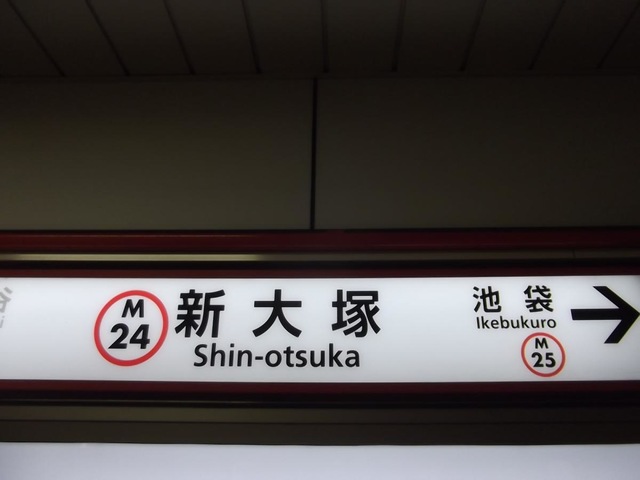 M
24
新大塚
Shin-otsuka
池袋
Ikebukuro
M
25